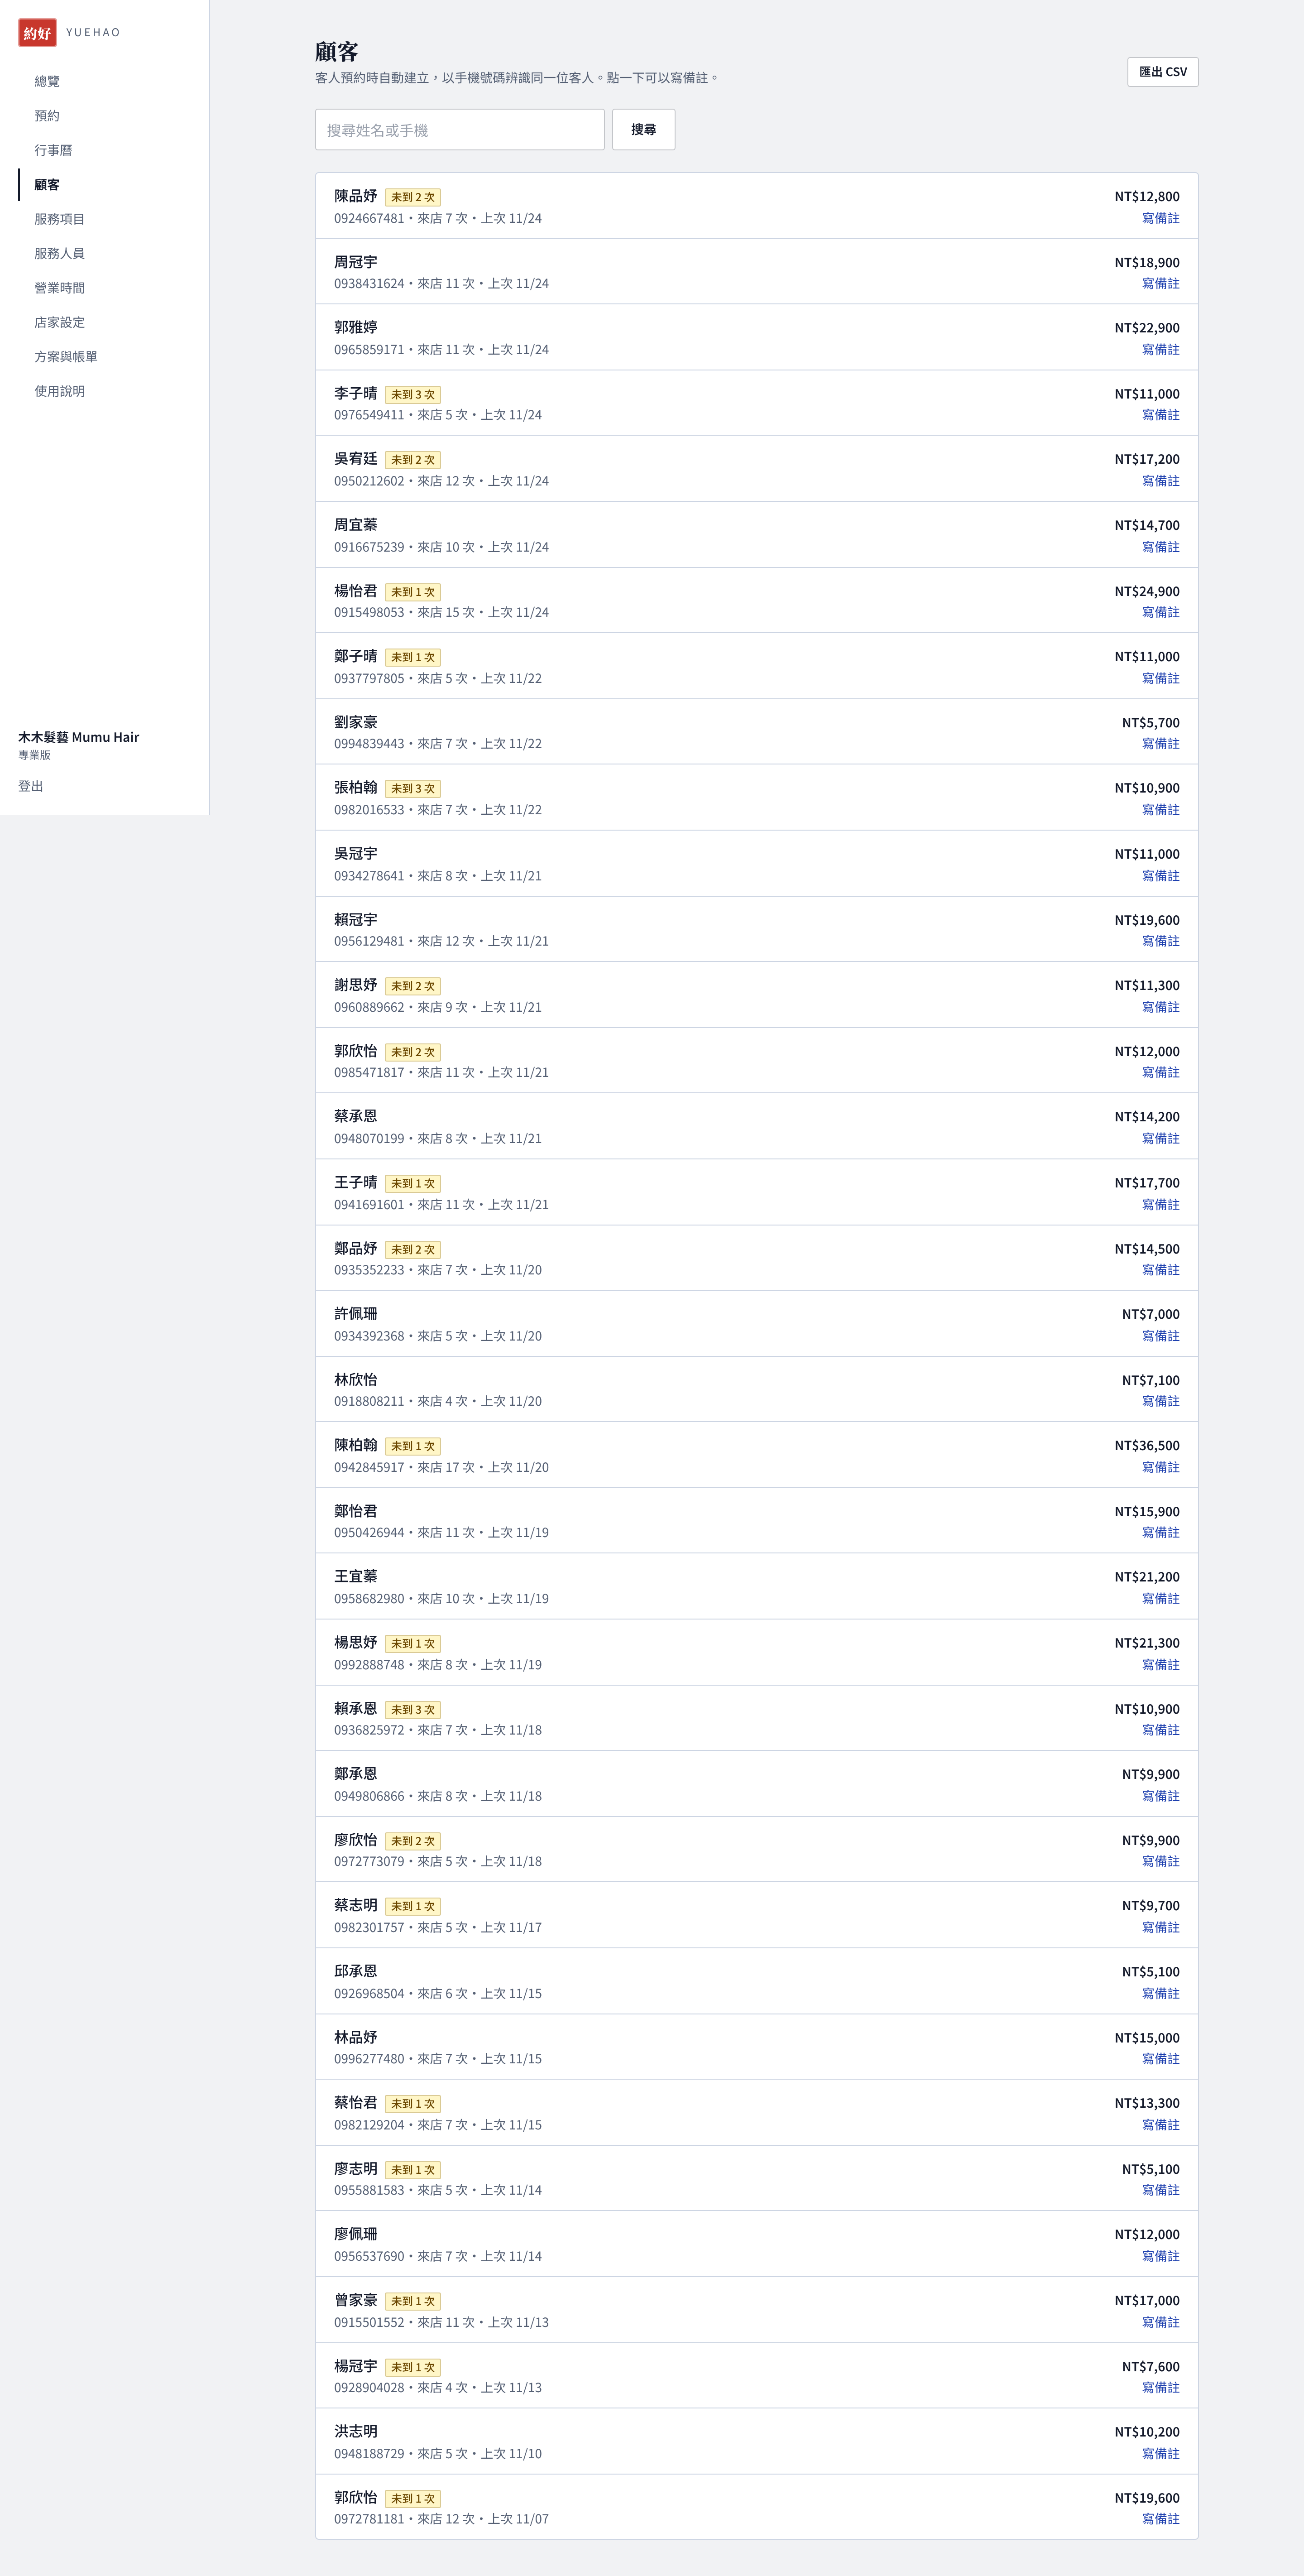 約好 YUEHAO
總覽
預約
行事曆
顧客
服務項目
服務人員
營業時間
店家設定
方案與帳單
使用說明
木木髮藝 Mumu Hair
專業版
登出
顧客
客人預約時自動建立，以手機號碼辨識同一位客人。點一下可以寫備註。
匯出 CSV
搜尋姓名或手機
搜尋
陳品妤 未到 2 次 NT$12,800
0924667481・來店 7 次・上次 11/24 寫備註
周冠宇 NT$18,900
0938431624・來店 11 次・上次 11/24 寫備註
郭雅婷 NT$22,900
0965859171・來店 11 次・上次 11/24 寫備註
李子晴 未到 3 次 NT$11,000
0976549411・來店 5 次・上次 11/24 寫備註
吳宥廷 未到 2 次 NT$17,200
0950212602・來店 12 次・上次 11/24 寫備註
周宜蓁 NT$14,700
0916675239・來店 10 次・上次 11/24 寫備註
楊怡君 未到 1 次 NT$24,900
0915498053・來店 15 次・上次 11/24 寫備註
鄭子晴 未到 1 次 NT$11,000
0937797805・來店 5 次・上次 11/22 寫備註
劉家豪 NT$5,700
0994839443・來店 7 次・上次 11/22 寫備註
張柏翰 未到 3 次 NT$10,900
0982016533・來店 7 次・上次 11/22 寫備註
吳冠宇 NT$11,000
0934278641・來店 8 次・上次 11/21 寫備註
賴冠宇 NT$19,600
0956129481・來店 12 次・上次 11/21 寫備註
謝思妤 未到 2 次 NT$11,300
0960889662・來店 9 次・上次 11/21 寫備註
郭欣怡 未到 2 次 NT$12,000
0985471817・來店 11 次・上次 11/21 寫備註
蔡承恩 NT$14,200
0948070199・來店 8 次・上次 11/21 寫備註
王子晴 未到 1 次 NT$17,700
0941691601・來店 11 次・上次 11/21 寫備註
鄭品妤 未到 2 次 NT$14,500
0935352233・來店 7 次・上次 11/20 寫備註
許佩珊 NT$7,000
0934392368・來店 5 次・上次 11/20 寫備註
林欣怡 NT$7,100
0918808211・來店 4 次・上次 11/20 寫備註
陳柏翰 未到 1 次 NT$36,500
0942845917・來店 17 次・上次 11/20 寫備註
鄭怡君 NT$15,900
0950426944・來店 11 次・上次 11/19 寫備註
王宜蓁 NT$21,200
0958682980・來店 10 次・上次 11/19 寫備註
楊思妤 未到 1 次 NT$21,300
0992888748・來店 8 次・上次 11/19 寫備註
賴承恩 未到 3 次 NT$10,900
0936825972・來店 7 次・上次 11/18 寫備註
鄭承恩 NT$9,900
0949806866・來店 8 次・上次 11/18 寫備註
廖欣怡 未到 2 次 NT$9,900
0972773079・來店 5 次・上次 11/18 寫備註
蔡志明 未到 1 次 NT$9,700
0982301757・來店 5 次・上次 11/17 寫備註
邱承恩 NT$5,100
0926968504・來店 6 次・上次 11/15 寫備註
林品妤 NT$15,000
0996277480・來店 7 次・上次 11/15 寫備註
蔡怡君 未到 1 次 NT$13,300
0982129204・來店 7 次・上次 11/15 寫備註
廖志明 未到 1 次 NT$5,100
0955881583・來店 5 次・上次 11/14 寫備註
廖佩珊 NT$12,000
0956537690・來店 7 次・上次 11/14 寫備註
曾家豪 未到 1 次 NT$17,000
0915501552・來店 11 次・上次 11/13 寫備註
楊冠宇 未到 1 次 NT$7,600
0928904028・來店 4 次・上次 11/13 寫備註
洪志明 NT$10,200
0948188729・來店 5 次・上次 11/10 寫備註
郭欣怡 未到 1 次 NT$19,600
0972781181・來店 12 次・上次 11/07 寫備註